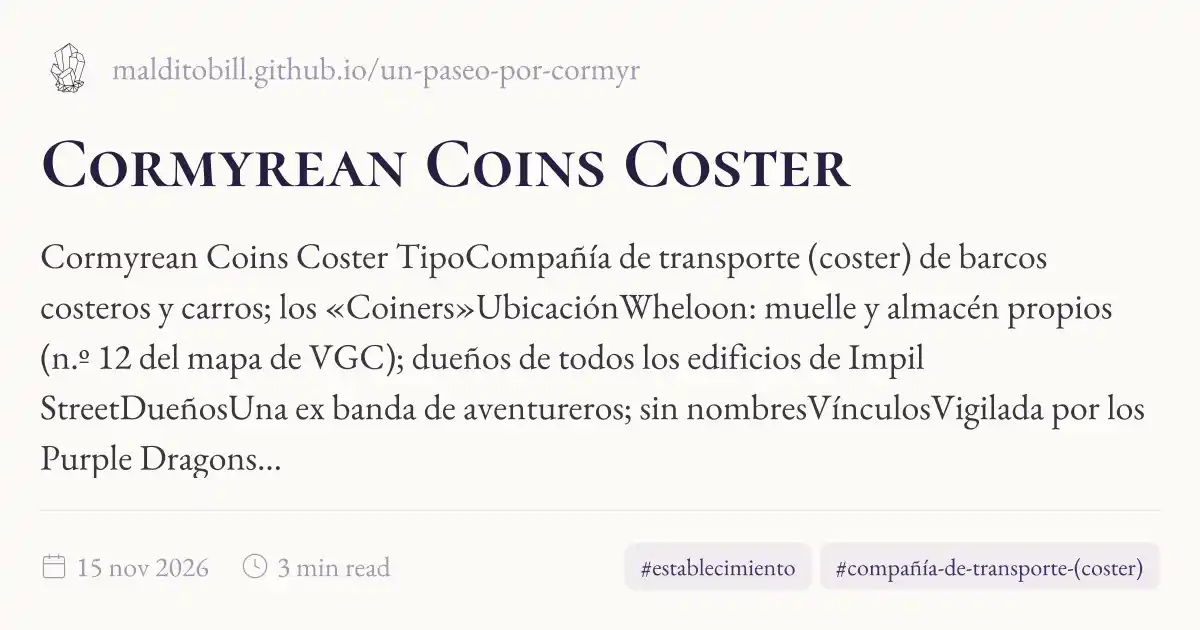 malditobill.github.io/un-paseo-por-cormyr
Cormyrean Coins Coster
Cormyrean Coins Coster TipoCompañía de transporte (coster) de barcos
costeros y carros; los «Coiners»UbicaciónWheloon: muelle y almacén propios
(n.º 12 del mapa de VGC); dueños de todos los edificios de Impil
StreetDueñosUna ex banda de aventureros; sin nombresVínculosVigilada por los
Purple Dragons...
15 nov 2026
3 min read
#establecimiento
#compañía-de-transporte-(coster)